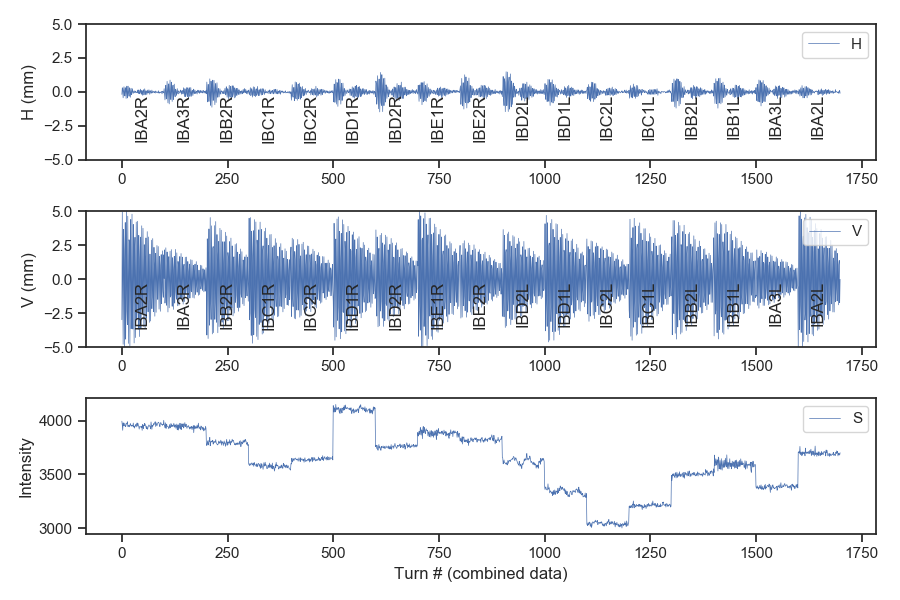 5.0
2.5
0.0
−2.5
−5.0
H (mm)
H
IBA2R IBA3R IBB2R IBC1R IBC2R IBD1R IBD2R IBE1R IBE2R IBD2L IBD1L IBC2L IBC1L IBB2L IBB1L IBA3L IBA2L
0 250 500 750 1000 1250 1500 1750
5.0
2.5
0.0
−2.5
−5.0
V (mm)
V
IBA2R IBA3R IBB2R IBC1R IBC2R IBD1R IBD2R IBE1R IBE2R IBD2L IBD1L IBC2L IBC1L IBB2L IBB1L IBA3L IBA2L
0 250 500 750 1000 1250 1500 1750
4000
3500
3000
Intensity
S
0 250 500 750 1000 1250 1500 1750
Turn # (combined data)